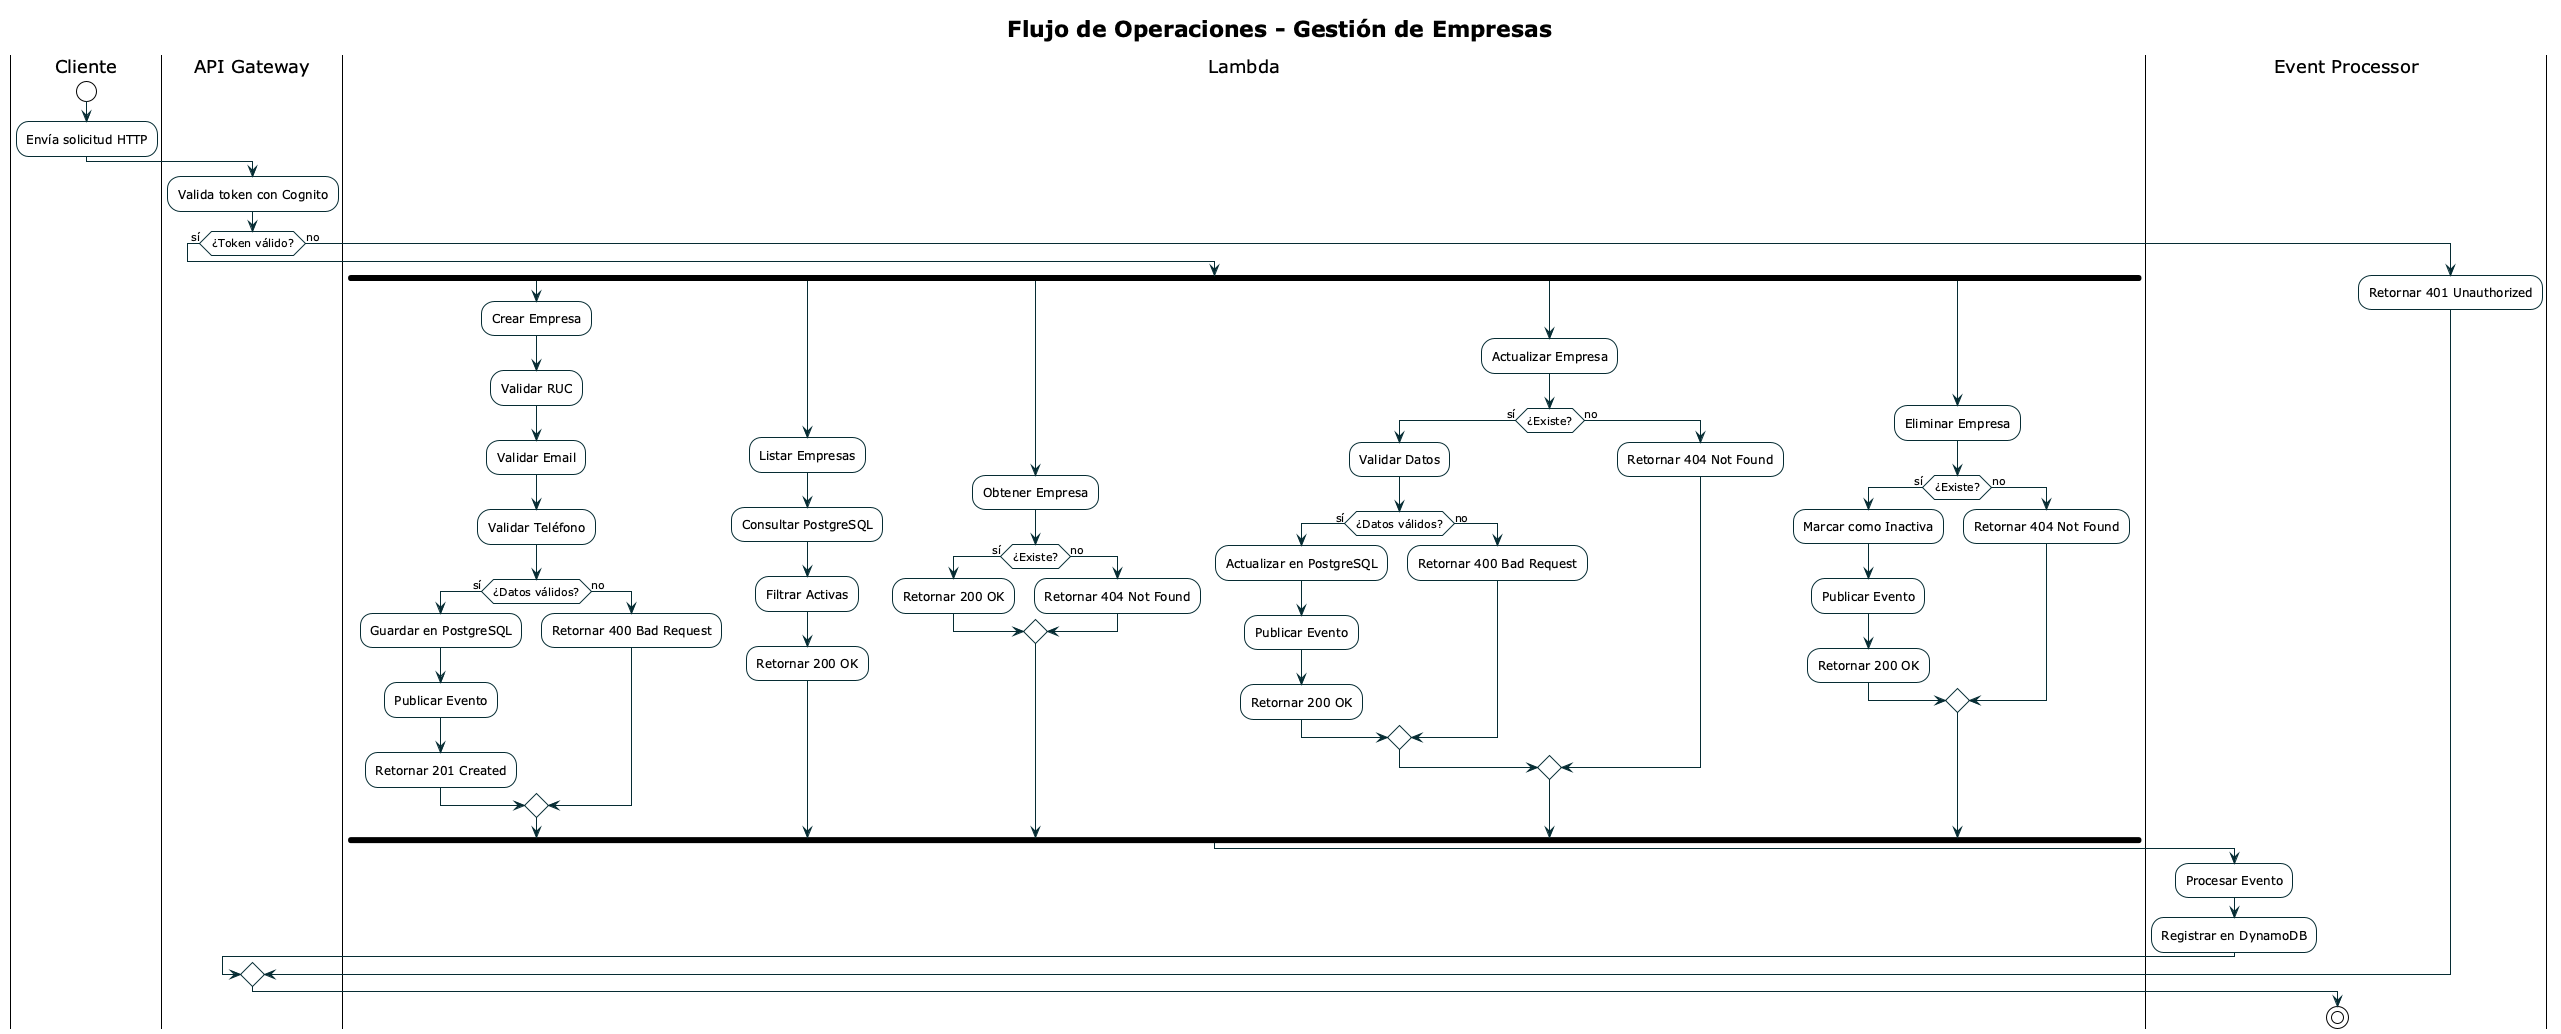 Flujo de Operaciones - Gestión de Empresas
Cliente
API Gateway
Lambda
Event Processor
Envía solicitud HTTP
Valida token con Cognito
sí
¿Token válido?
no
Retornar 401 Unauthorized
Crear Empresa
Validar RUC
Validar Email
Validar Teléfono
sí
¿Datos válidos?
no
Guardar en PostgreSQL
Retornar 400 Bad Request
Publicar Evento
Retornar 201 Created
Listar Empresas
Consultar PostgreSQL
Filtrar Activas
Retornar 200 OK
Obtener Empresa
sí
¿Existe?
no
Retornar 200 OK
Retornar 404 Not Found
Actualizar Empresa
sí
¿Existe?
no
Validar Datos
Retornar 404 Not Found
sí
¿Datos válidos?
no
Actualizar en PostgreSQL
Retornar 400 Bad Request
Publicar Evento
Retornar 200 OK
Eliminar Empresa
sí
¿Existe?
no
Marcar como Inactiva
Retornar 404 Not Found
Publicar Evento
Retornar 200 OK
Procesar Evento
Registrar en DynamoDB